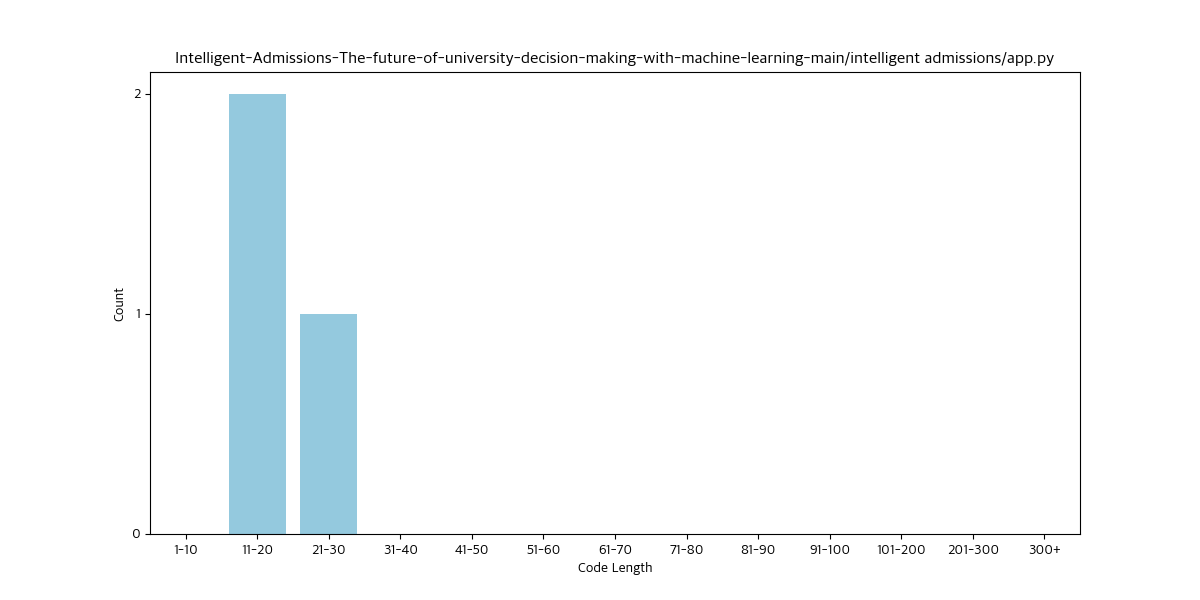 Intelligent-Admissions-The-future-of-university-decision-making-with-machine-learning-main/intelligent admissions/app.py
2
1
0
Count
1-10 11-20 21-30 31-40 41-50 51-60 61-70 71-80 81-90 91-100 101-200 201-300 300+
Code Length